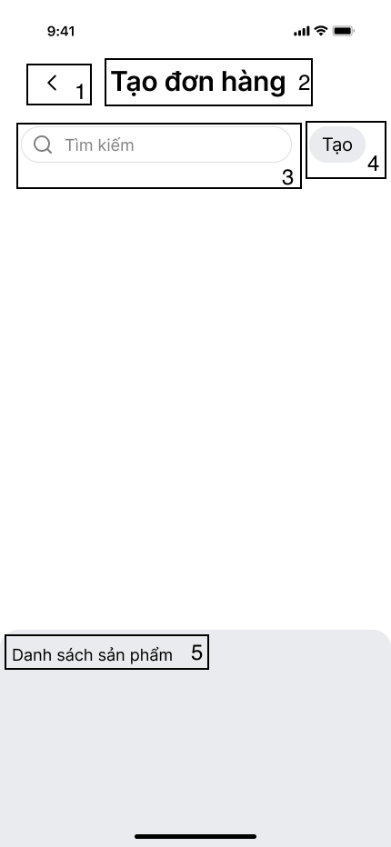 9:41
1
Tạo đơn hàng 2
Tìm kiếm
Tạo
4
3
Danh sách sản phẩm 5